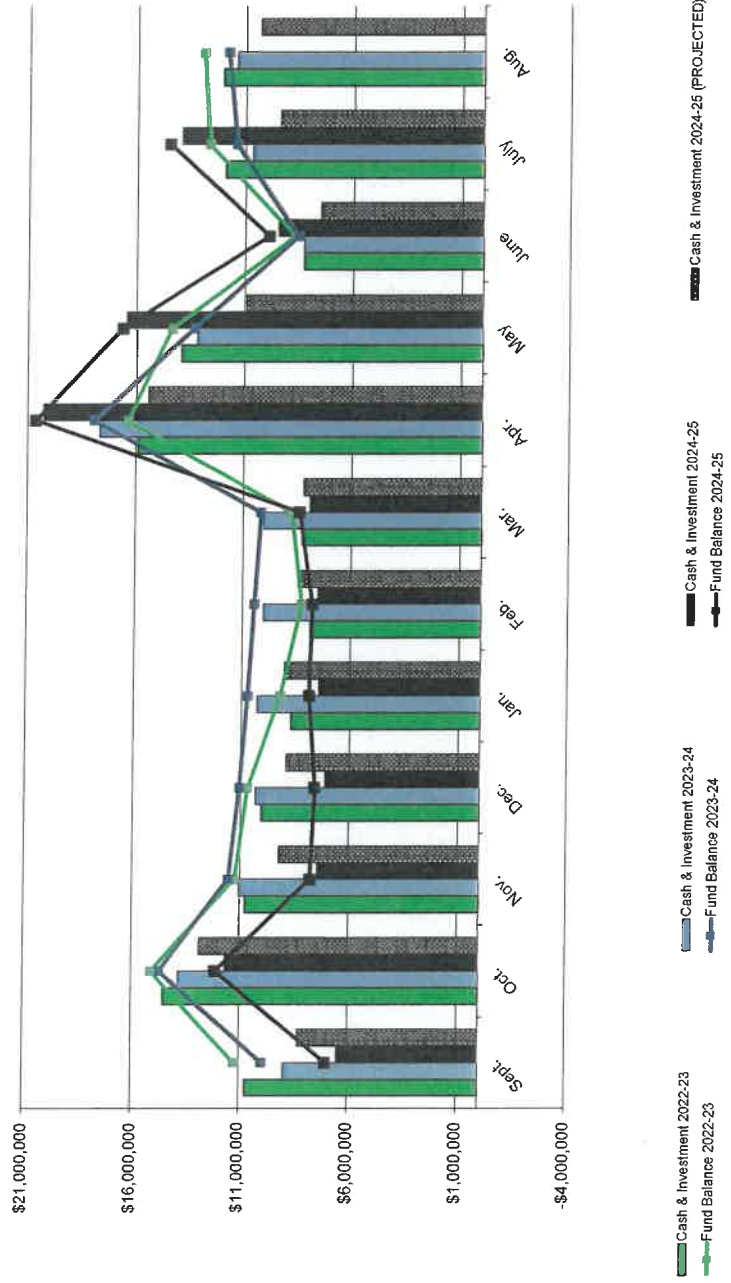 $21,000,000
$16,000,000
$11,000,000
$6,000,000
$1,000,000
-$4,000,000
Sept.
Oct.
Nov.
Dec.
Jan.
Feb.
Mar.
Apr.
May
June
July
Aug.
Cash & Investment 2022-23
Cash & Investment 2023-24
Cash & Investment 2024-25
Cash & Investment 2024-25 (PROJECTED)
Fund Balance 2022-23
Fund Balance 2023-24
Fund Balance 2024-25